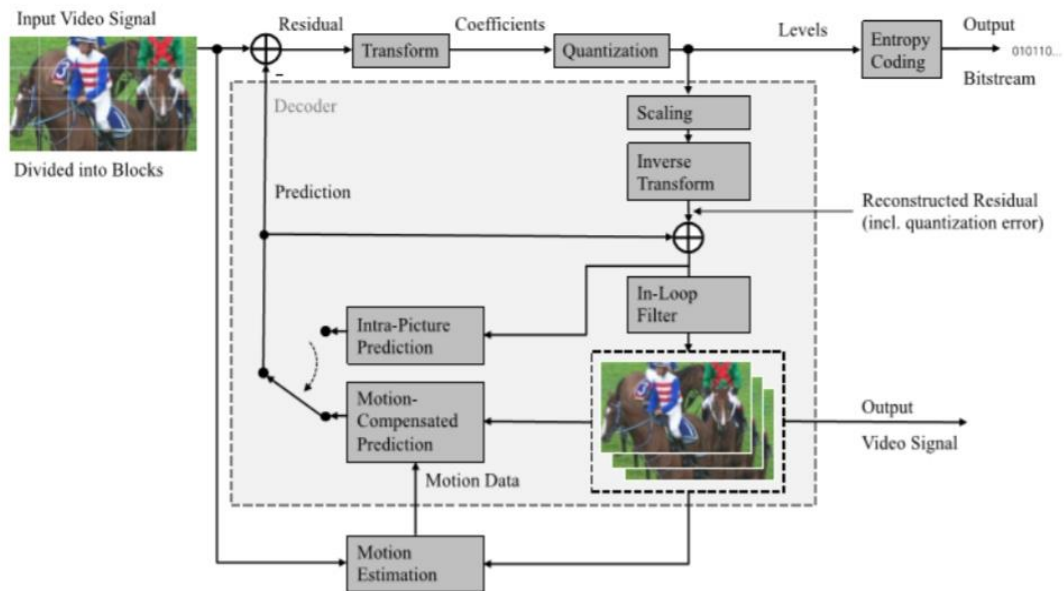 Input Video Signal
Divided into Blocks
Residual
Transform
Coefficients
Quantization
Levels
Entropy
Coding
Output
010110...
Bitstream
Decoder
Scaling
Inverse
Transform
Prediction
Reconstructed Residual
(incl. quantization error)
In-Loop
Filter
Intra-Picture
Prediction
Motion-
Compensated
Prediction
Output
Video Signal
Motion Data
Motion
Estimation